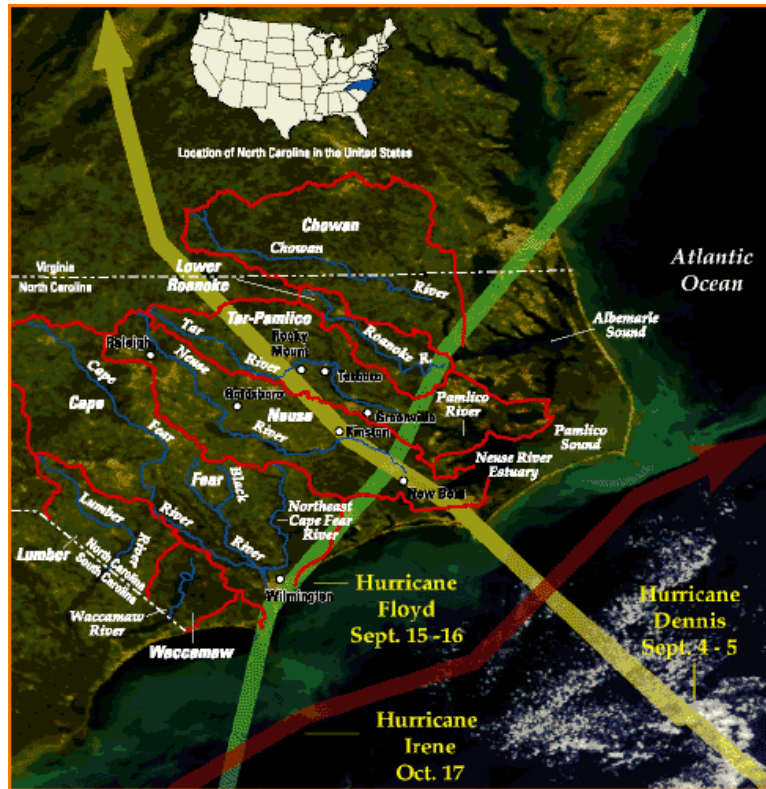 Location of North Carolina in the United States
Chowan
Chowan
River
Virginia
North Carolina
Lower
Roanoke
Atlantic
Ocean
Albemarle
Sound
Tar-Pamlico
Roanoke R.
Tar
River
Rocky
Mount
Tarboro
Raleigh
Neuse
River
Goldsboro
Neuse
Greenville
Kinston
Pamlico
River
Pamlico
Sound
Neuse River
Estuary
New Bern
Cape
Fear
River
Cape
Fear
Black
River
Northeast
Cape Fear
River
Lumber
River
Lumber
North Carolina
South Carolina
Waccamaw
River
Waccamaw
Wilmington
Hurricane
Floyd
Sept. 15 -16
Hurricane
Dennis
Sept. 4 - 5
Hurricane
Irene
Oct. 17